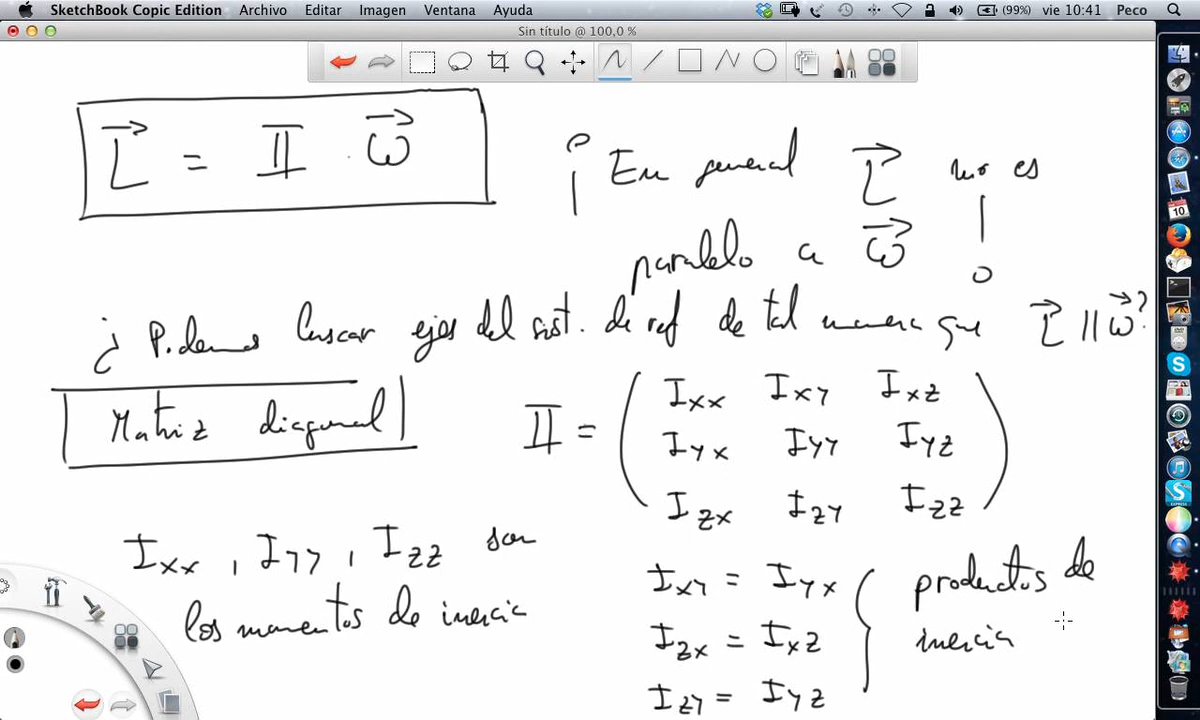 SketchBook Copic Edition Archivo Editar Imagen Ventana Ayuda (99%) vie 10:41 Peco
Sin título @ 100,0 %
L⃗ = II · ω⃗
¡ En general L⃗ no es
paralelo a ω⃗ !
¿ Podemos buscar ejes del sist. de ref de tal manera que L⃗ || ω⃗ ?
Matriz diagonal
II = ( Ixx Ixy Ixz
Iyx Iyy Iyz
Izx Izy Izz )
Ixx , Iyy , Izz son
los momentos de inercia
Ixy = Iyx
Izx = Ixz
Izy = Iyz
productos de
inercia